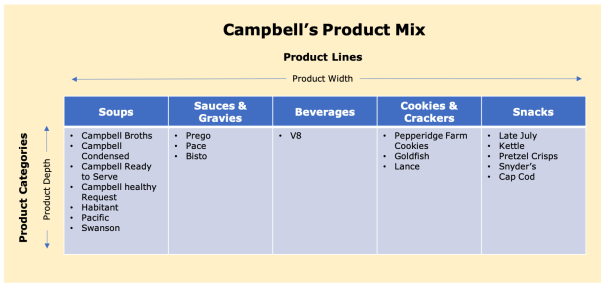 Campbell's Product Mix
Product Lines
Product Width
Product Categories
Product Depth
Soups
• Campbell Broths
• Campbell
Condensed
• Campbell Ready
to Serve
• Campbell healthy
Request
• Habitant
• Pacific
• Swanson
Sauces &
Gravies
• Prego
• Pace
• Bisto
Beverages
• V8
Cookies &
Crackers
• Pepperidge Farm
Cookies
• Goldfish
• Lance
Snacks
• Late July
• Kettle
• Pretzel Crisps
• Snyder's
• Cap Cod